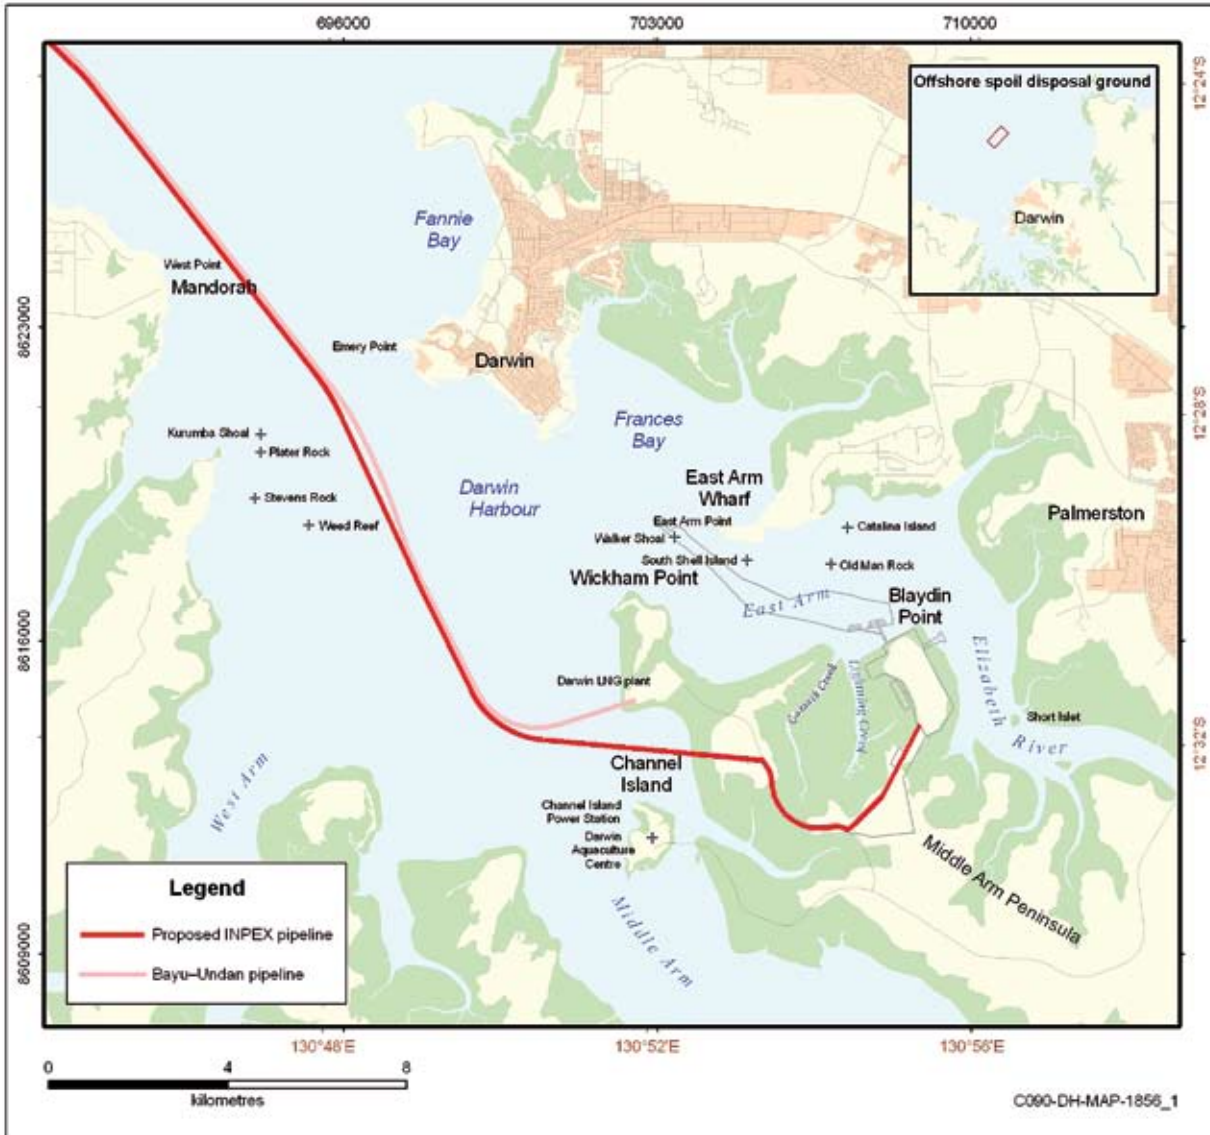 696000
703000
710000
12°24'S
Offshore spoil disposal ground
Darwin
Fannie
Bay
West Point
Mandorah
8623000
Emery Point
Darwin
12°28'S
Frances
Bay
Kurumba Shoal
Plater Rock
East Arm
Wharf
Darwin
Harbour
Stevens Rock
Weed Reef
East Arm Point
Catalina Island
Palmerston
Walker Shoal
South Shell Island
Old Man Rock
Wickham Point
East Arm
Blaydin
Point
8616000
Elizabeth
River
Darwin LNG plant
Lightning Creek
Short Islet
12°32'S
Channel
Island
West Arm
Channel Island
Power Station
Darwin
Aquaculture
Centre
Middle Arm Peninsula
Middle Arm
Legend
Proposed INPEX pipeline
Bayu–Undan pipeline
8609000
130°48'E
130°52'E
130°56'E
0
4
8
kilometres
C090-DH-MAP-1856_1